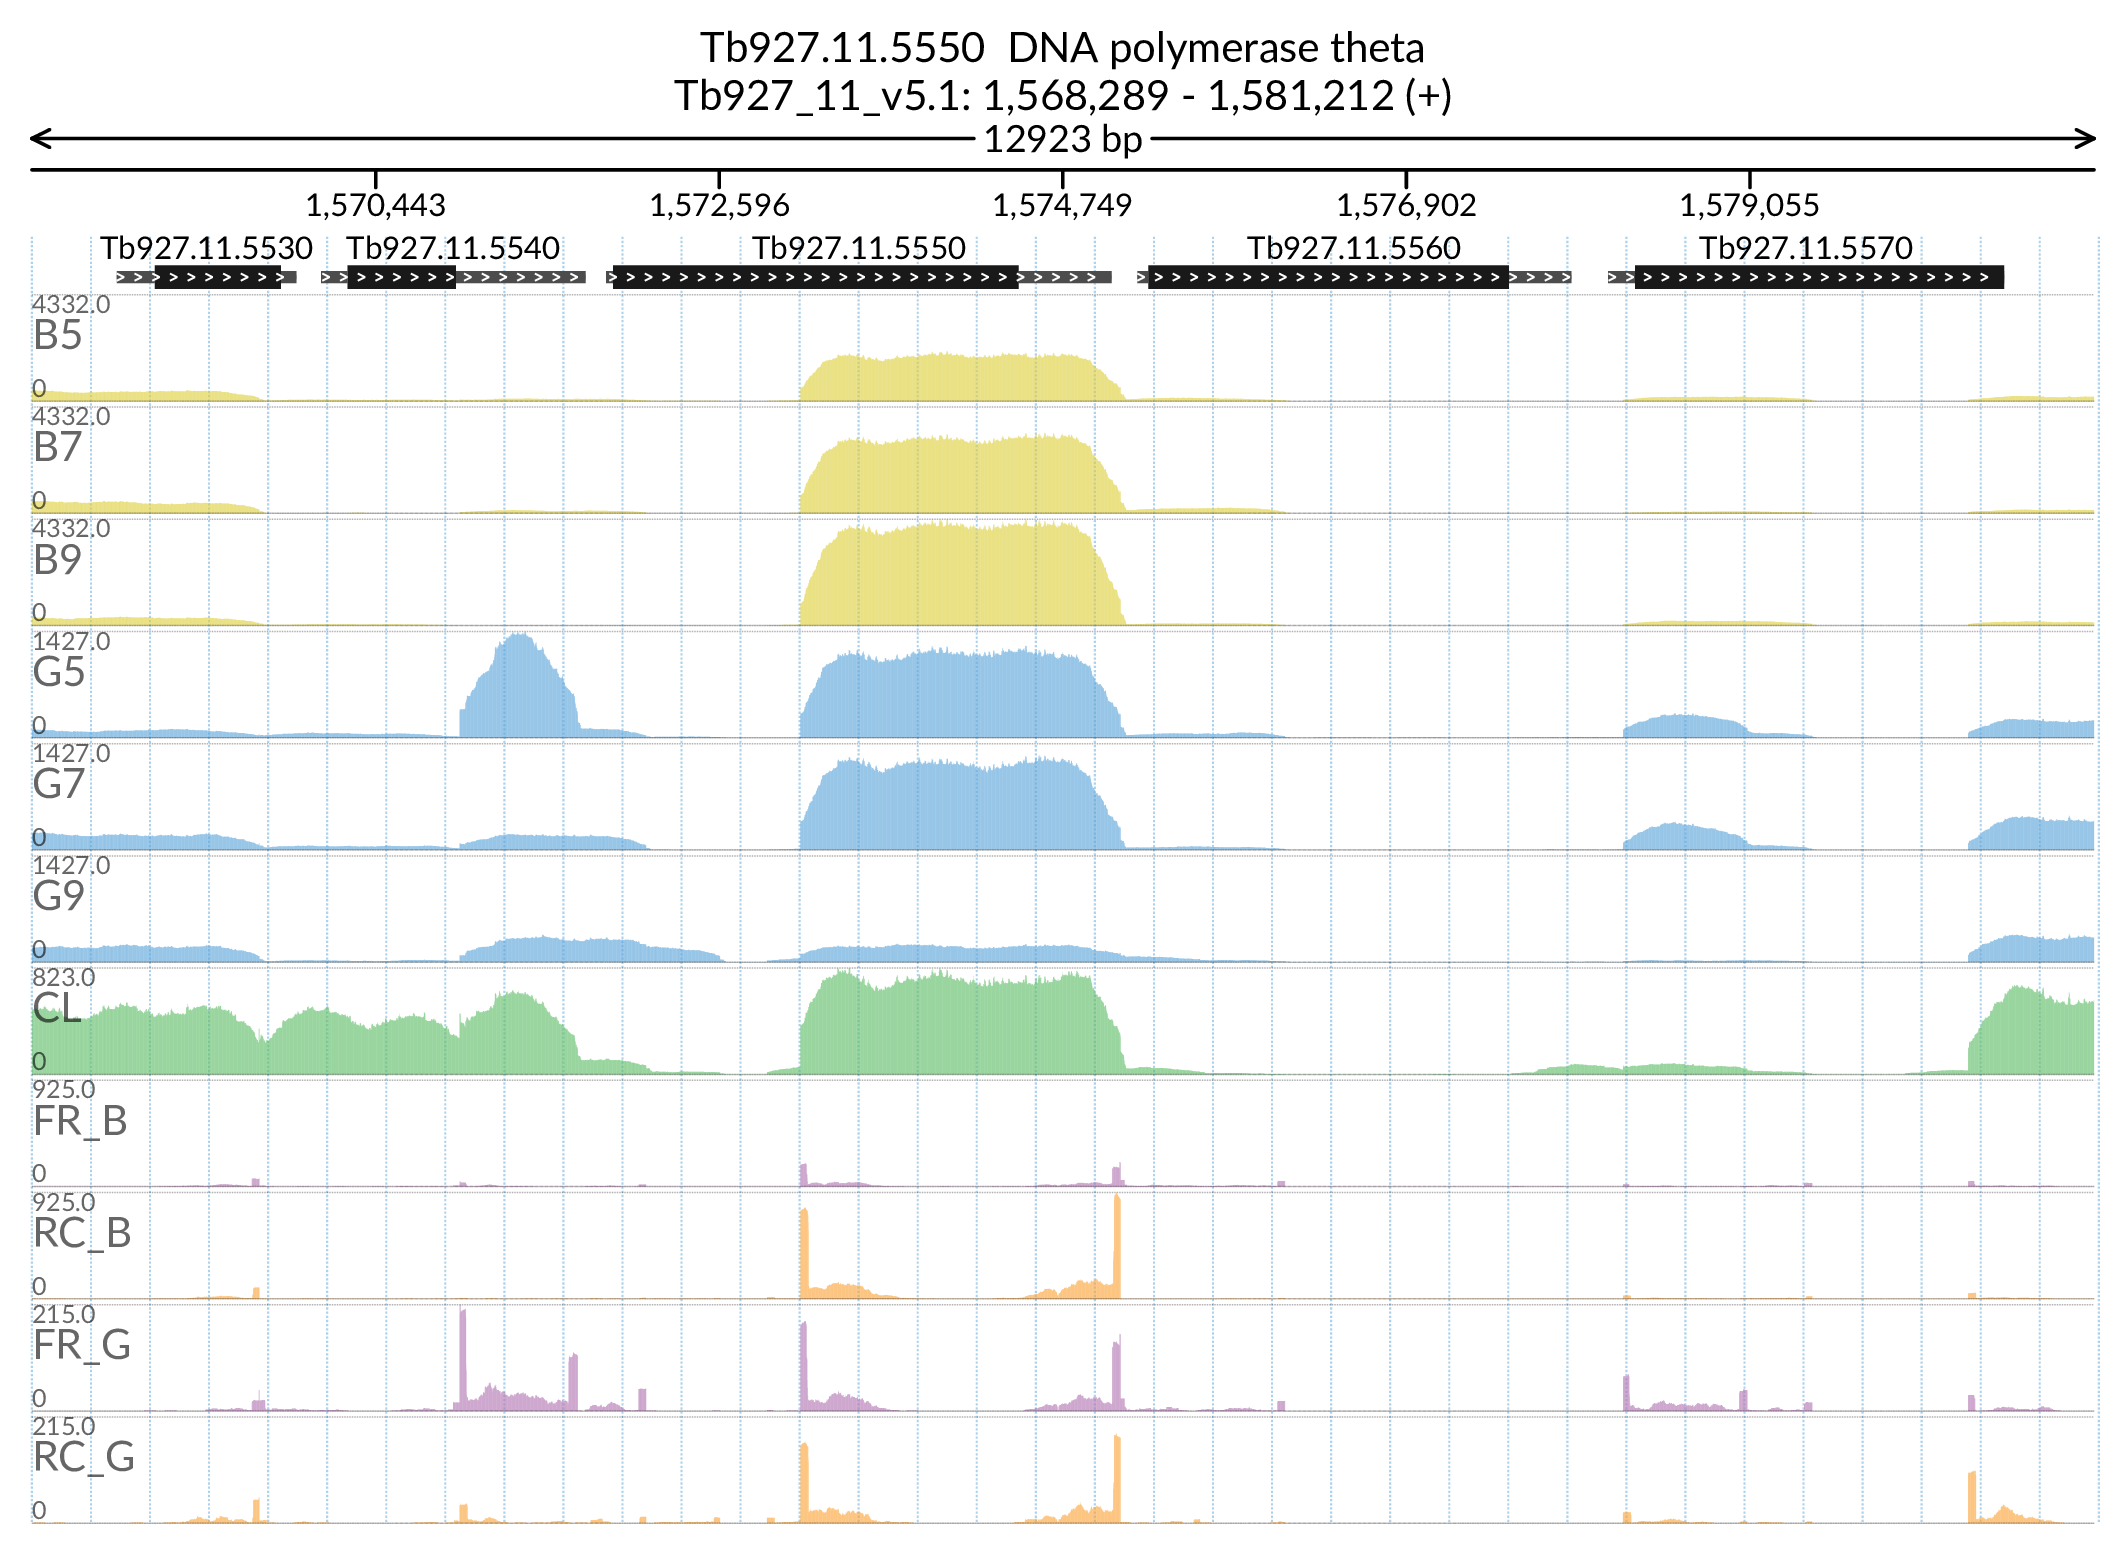 Tb927.11.5550  DNA polymerase theta
Tb927_11_v5.1: 1,568,289 - 1,581,212 (+)
12923 bp
1,570,443 1,572,596 1,574,749 1,576,902 1,579,055
Tb927.11.5530 Tb927.11.5540 Tb927.11.5550 Tb927.11.5560 Tb927.11.5570
4332.0
B5
0
4332.0
B7
0
4332.0
B9
0
1427.0
G5
0
1427.0
G7
0
1427.0
G9
0
823.0
CL
0
925.0
FR_B
0
925.0
RC_B
0
215.0
FR_G
0
215.0
RC_G
0